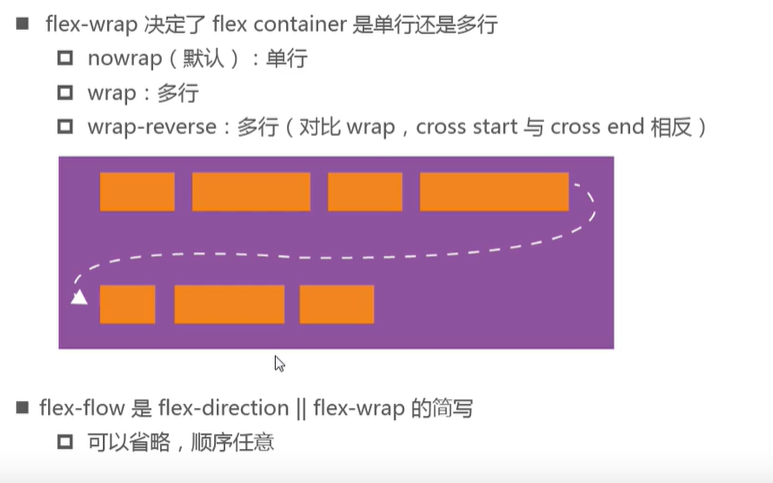 flex-wrap 决定了 flex container 是单行还是多行
nowrap（默认）：单行
wrap：多行
wrap-reverse：多行（对比 wrap，cross start 与 cross end 相反）
flex-flow 是 flex-direction || flex-wrap 的简写
可以省略，顺序任意